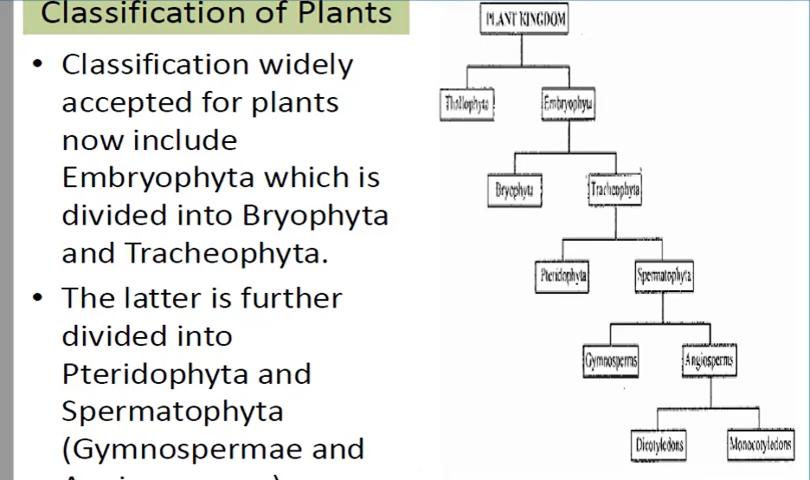 Classification of Plants
• Classification widely
accepted for plants
now include
Embryophyta which is
divided into Bryophyta
and Tracheophyta.
• The latter is further
divided into
Pteridophyta and
Spermatophyta
(Gymnospermae and
PLANT KINGDOM
Thallophyta
Embryophyta
Bryophyta
Tracheophyta
Pteridophyta
Spermatophyta
Gymnosperms
Angiosperms
Dicotyledons
Monocotyledons